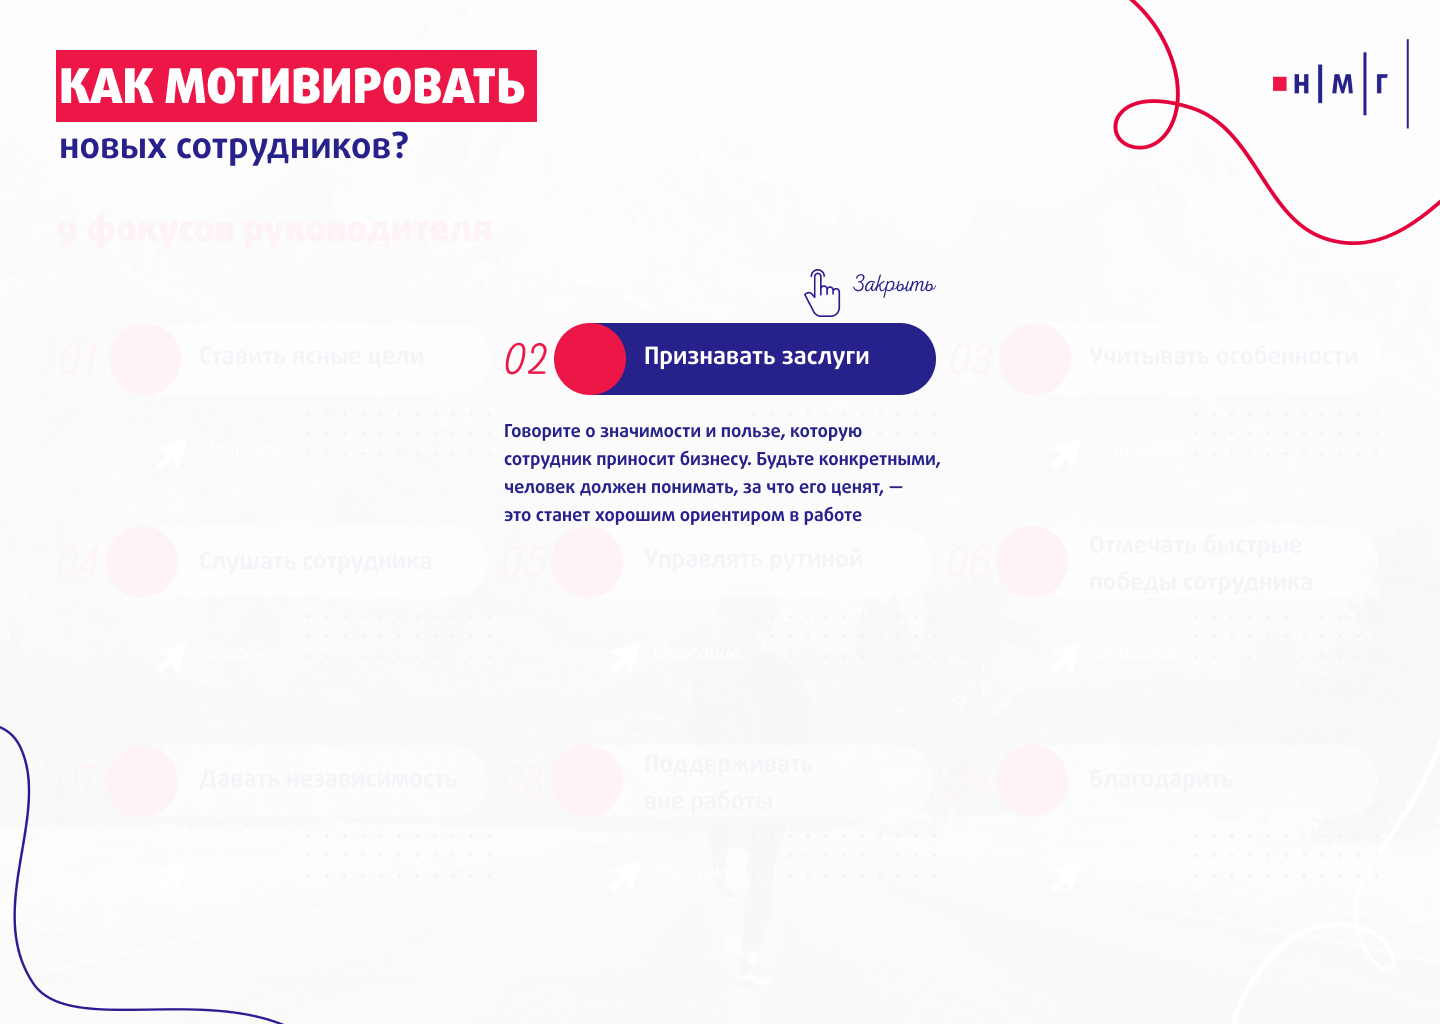 КАК МОТИВИРОВАТЬ
новых сотрудников?
н м г
9 фокусов руководителя
Закрыть
01 Ставить ясные цели
02 Признавать заслуги
03 Учитывать особенности
Говорите о значимости и пользе, которую
сотрудник приносит бизнесу. Будьте конкретными,
человек должен понимать, за что его ценят, —
это станет хорошим ориентиром в работе
Описание
04 Слушать сотрудника
05 Управлять рутиной
06 Отмечать быстрые
победы сотрудника
Описание
Описание
Описание
07 Давать независимость
08 Поддерживать
вне работы
09 Благодарить
Описание